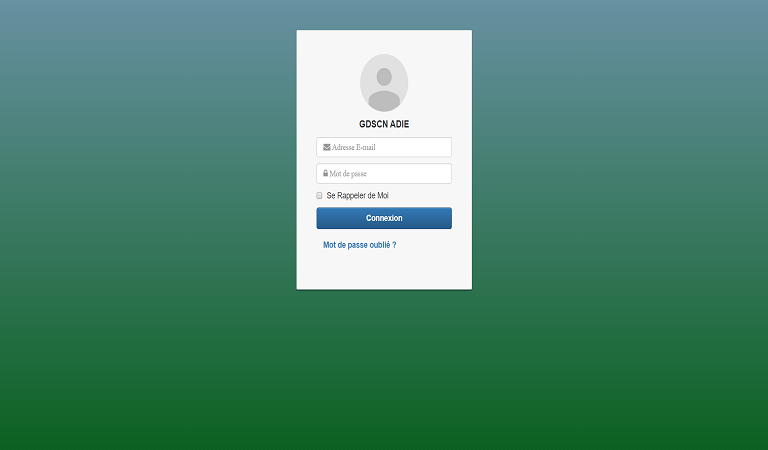 GDSCN ADIE
Adresse E-mail
Mot de passe
Se Rappeler de Moi
Connexion
Mot de passe oublié ?